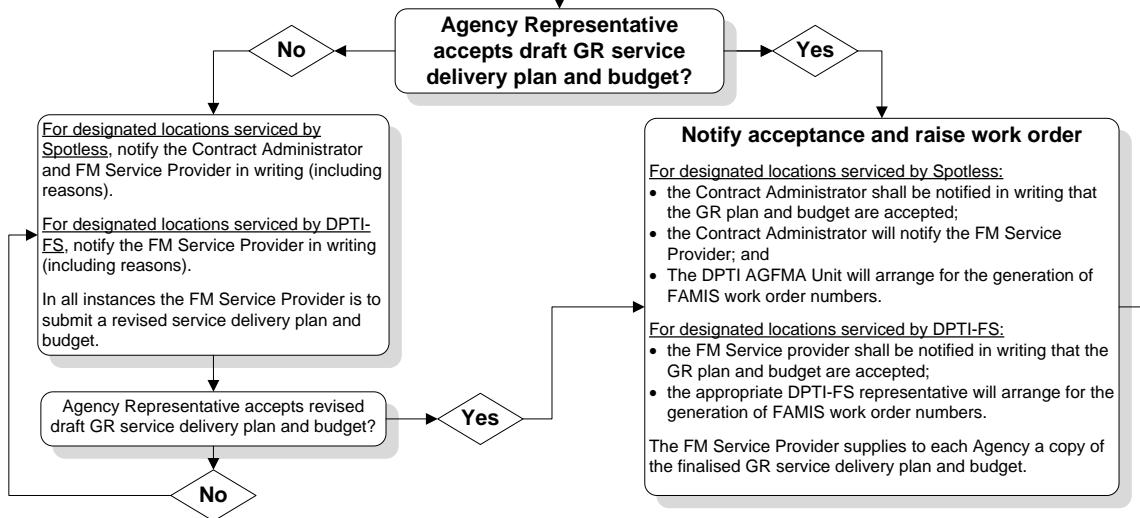 Agency Representative
accepts draft GR service
delivery plan and budget?
No
Yes
For designated locations serviced by
Spotless, notify the Contract Administrator
and FM Service Provider in writing (including
reasons).
For designated locations serviced by DPTI-
FS, notify the FM Service Provider in writing
(including reasons).
In all instances the FM Service Provider is to
submit a revised service delivery plan and
budget.
Agency Representative accepts revised
draft GR service delivery plan and budget?
Yes
No
Notify acceptance and raise work order
For designated locations serviced by Spotless:
• the Contract Administrator shall be notified in writing that
the GR plan and budget are accepted;
• the Contract Administrator will notify the FM Service
Provider; and
• The DPTI AGFMA Unit will arrange for the generation of
FAMIS work order numbers.
For designated locations serviced by DPTI-FS:
• the FM Service provider shall be notified in writing that the
GR plan and budget are accepted;
• the appropriate DPTI-FS representative will arrange for the
generation of FAMIS work order numbers.
The FM Service Provider supplies to each Agency a copy of
the finalised GR service delivery plan and budget.